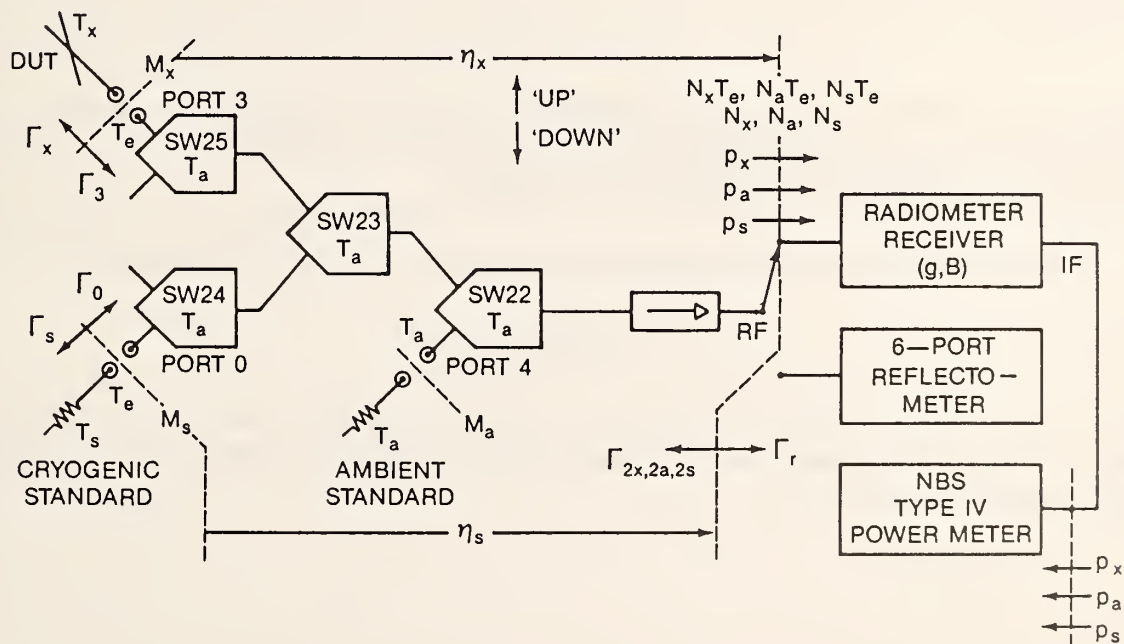 T_x
DUT
M_x
η_x
PORT 3
'UP'
'DOWN'
N_xT_e, N_aT_e, N_sT_e
N_x, N_a, N_s
Γ_x
T_e
SW25
T_a
Γ_3
p_x
p_a
p_s
SW23
T_a
RADIOMETER
RECEIVER
(g,B)
IF
Γ_0
SW24
T_a
Γ_s
PORT 0
T_e
T_s
M_s
CRYOGENIC
STANDARD
SW22
T_a
T_a
PORT 4
T_a
M_a
AMBIENT
STANDARD
RF
6—PORT
REFLECTO—
METER
Γ_2x,2a,2s
Γ_r
NBS
TYPE IV
POWER METER
η_s
p_x
p_a
p_s